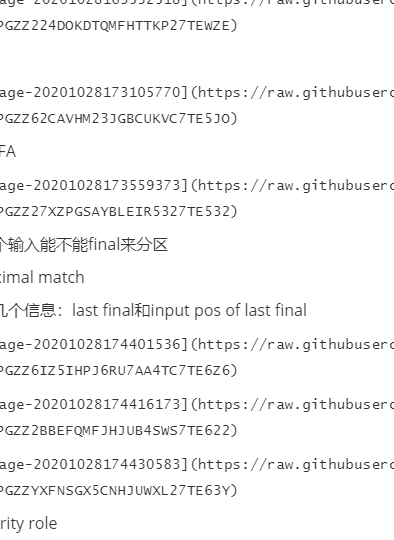 age-20201028165552518](https://raw.githubuserc
PGZZ224DOKDTQMFHTTKP27TEWZE)
age-20201028173105770](https://raw.githubuserc
PGZZ62CAVHM23JGBCUKVC7TE5JO)
FA
age-20201028173559373](https://raw.githubuserc
PGZZ27XZPGSAYBLEIR5327TE532)
个输入能不能final来分区
ximal match
几个信息：last final和input pos of last final
age-20201028174401536](https://raw.githubuserc
PGZZ6IZ5IHPJ6RU7AA4TC7TE6Z6)
age-20201028174416173](https://raw.githubuserc
PGZZ2BBEFQMFJHJUB4SWS7TE622)
age-20201028174430583](https://raw.githubuserc
PGZZYXFNSGX5CNHJUWXL27TE63Y)
rity role